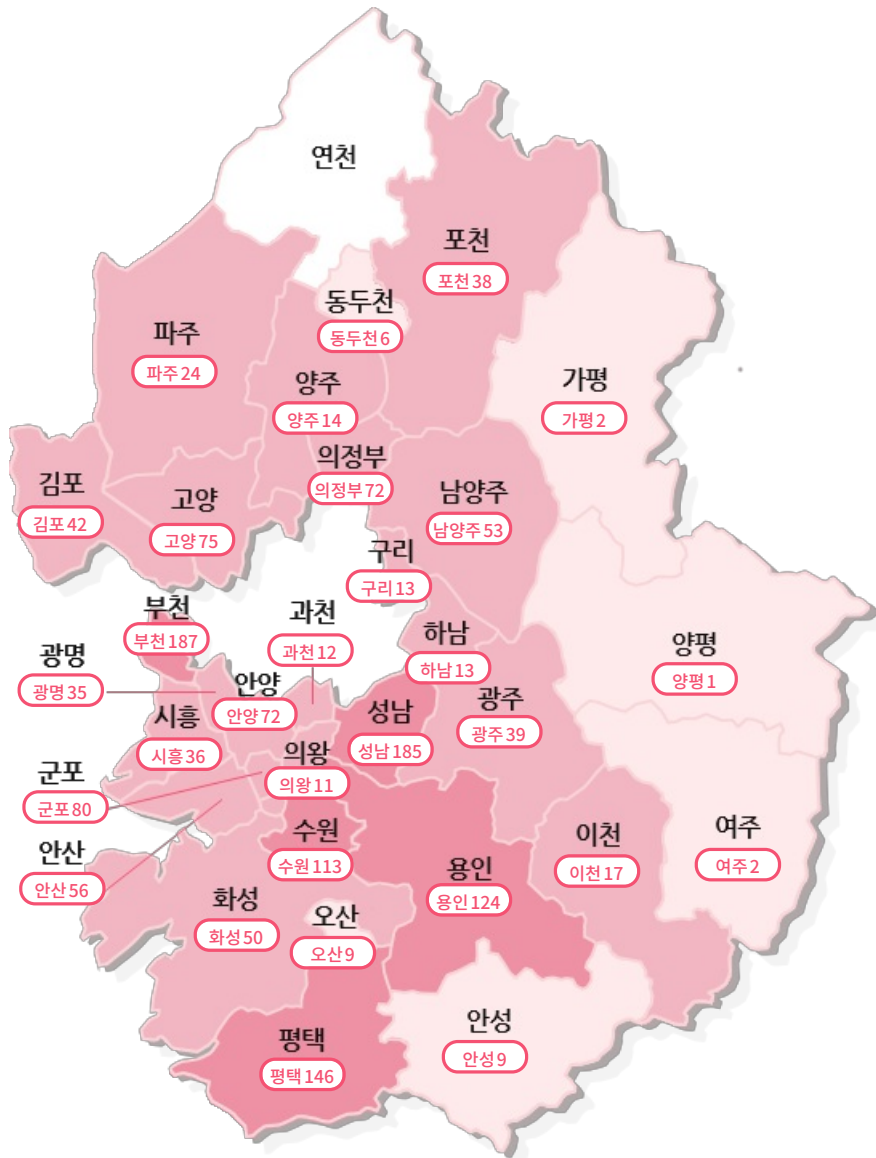 연천
포천
포천 38
동두천
동두천 6
파주
파주 24
양주
양주 14
가평
가평 2
의정부
의정부 72
김포
김포 42
고양
고양 75
남양주
남양주 53
구리
구리 13
부천
부천 187
과천
과천 12
하남
하남 13
양평
양평 1
광명
광명 35
안양
안양 72
시흥
시흥 36
성남
성남 185
광주
광주 39
의왕
의왕 11
군포
군포 80
수원
수원 113
이천
이천 17
여주
여주 2
안산
안산 56
용인
용인 124
화성
화성 50
오산
오산 9
안성
안성 9
평택
평택 146